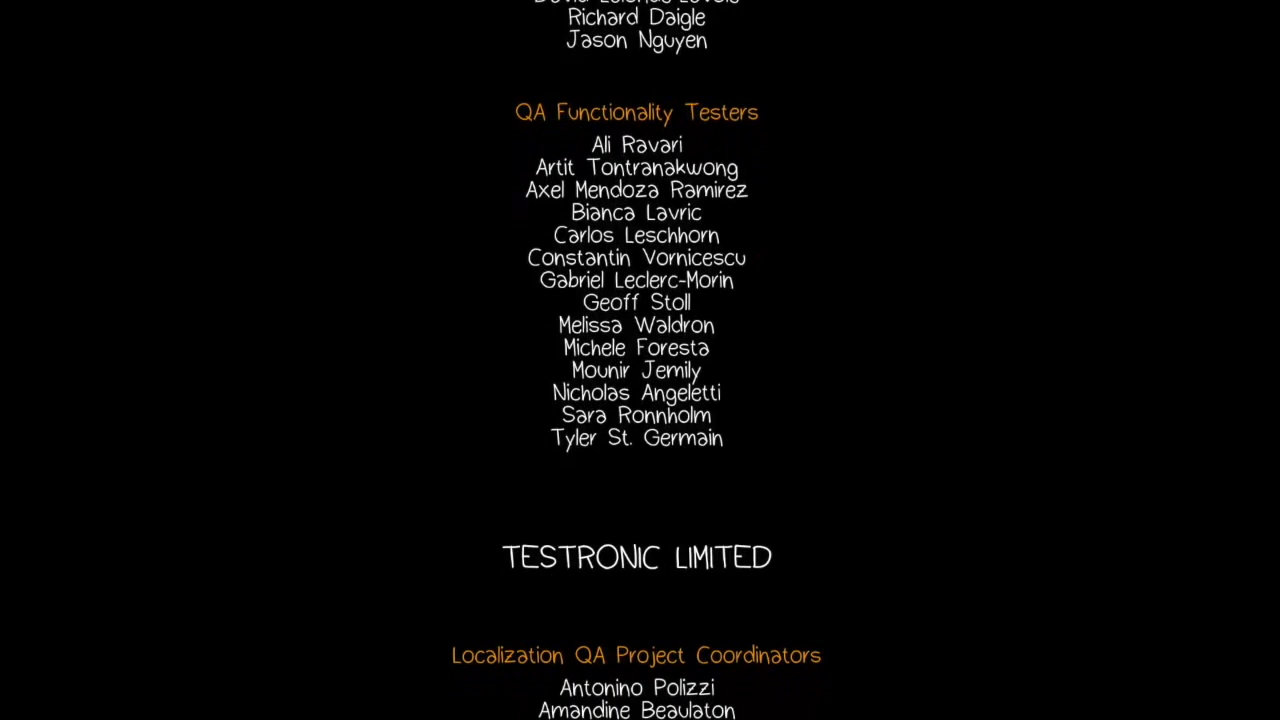 Richard Daigle
Jason Nguyen
QA Functionality Testers
Ali Ravari
Artit Tontranakwong
Axel Mendoza Ramirez
Bianca Lavric
Carlos Leschhorn
Constantin Vornicescu
Gabriel Leclerc-Morin
Geoff Stoll
Melissa Waldron
Michele Foresta
Mounir Jemily
Nicholas Angeletti
Sara Ronnholm
Tyler St. Germain
TESTRONIC LIMITED
Localization QA Project Coordinators
Antonino Polizzi
Amandine Beaulaton